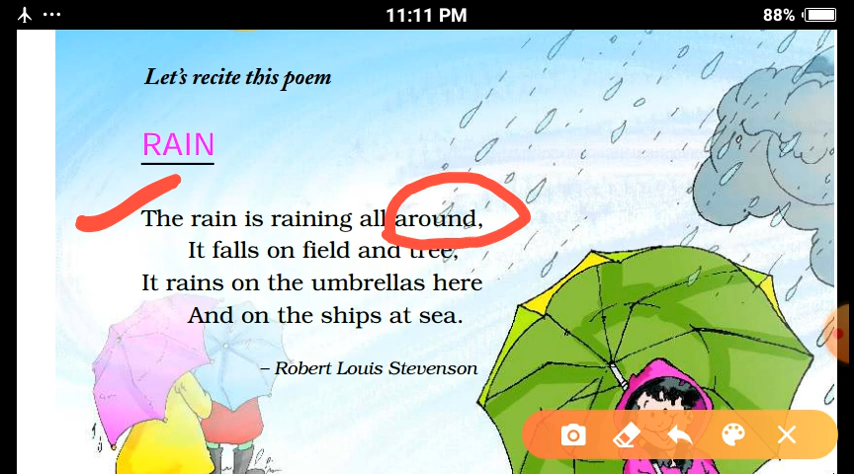 11:11 PM
88%
Let's recite this poem
RAIN
The rain is raining all around,
It falls on field and tree,
It rains on the umbrellas here
And on the ships at sea.
– Robert Louis Stevenson